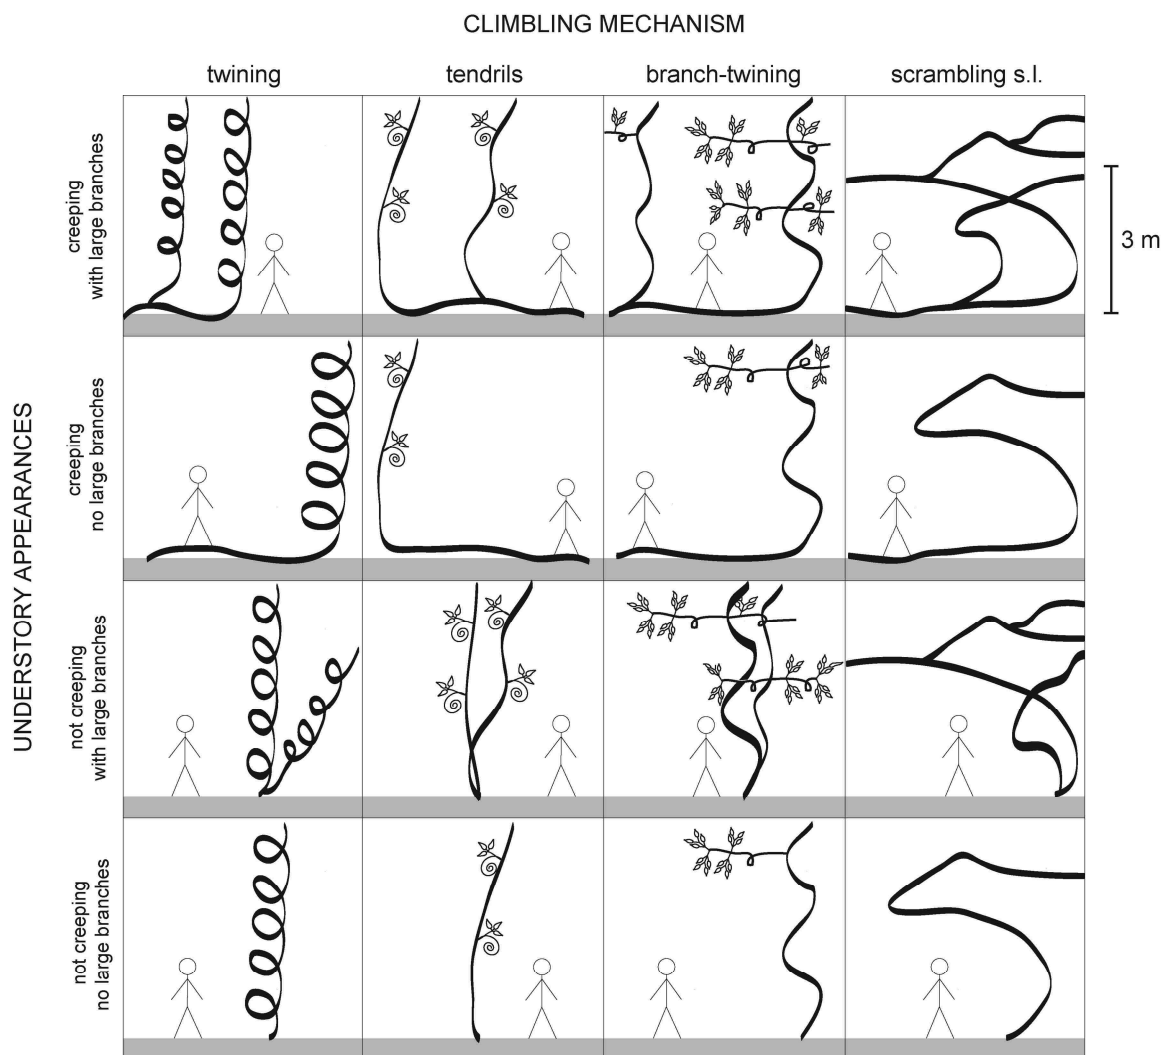 CLIMBLING MECHANISM
twining
tendrils
branch-twining
scrambling s.l.
UNDERSTORY APPEARANCES
creeping
with large branches
creeping
no large branches
not creeping
with large branches
not creeping
no large branches
3 m